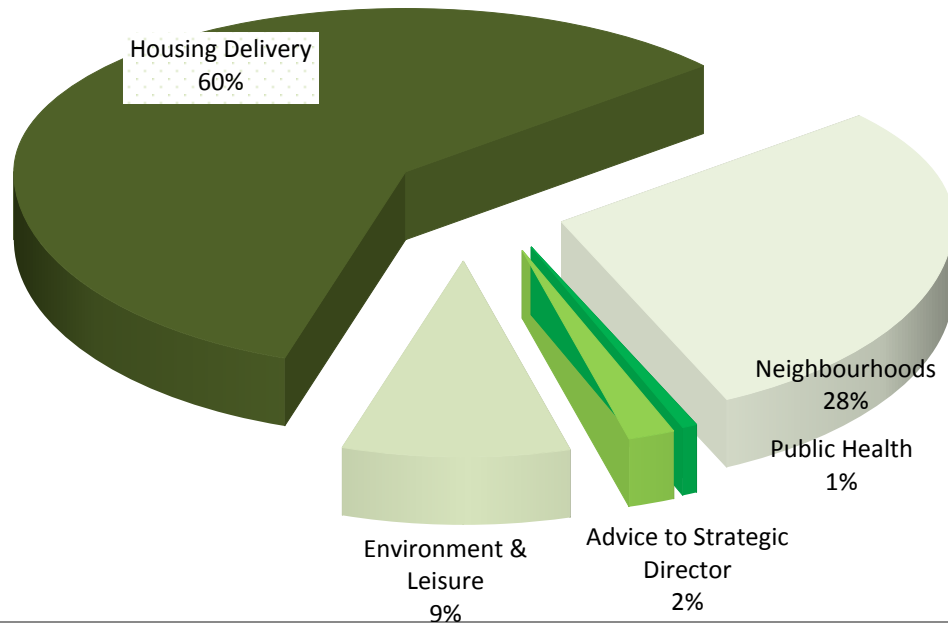 Housing Delivery
60%
Neighbourhoods
28%
Public Health
1%
Advice to Strategic
Director
2%
Environment &
Leisure
9%